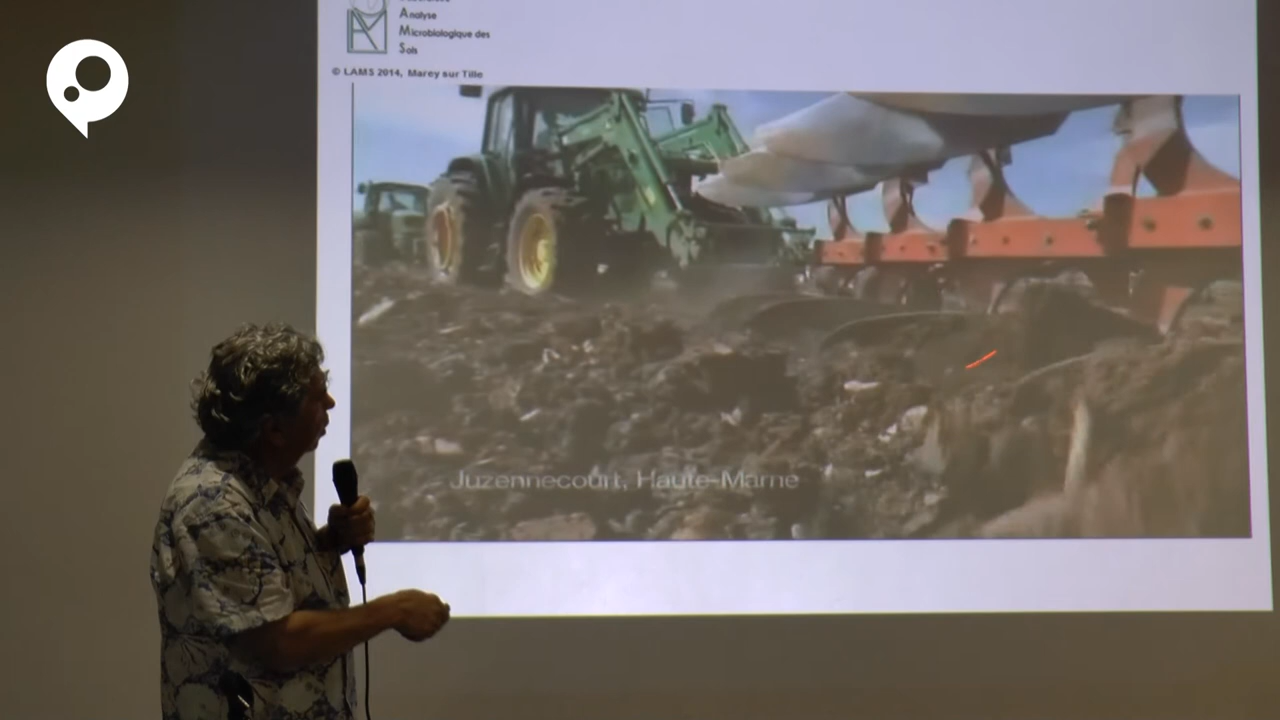 Analyse
Microbiologique des
Sols
© LAMS 2014, Marey sur Tille
Juzennecourt, Haute-Marne